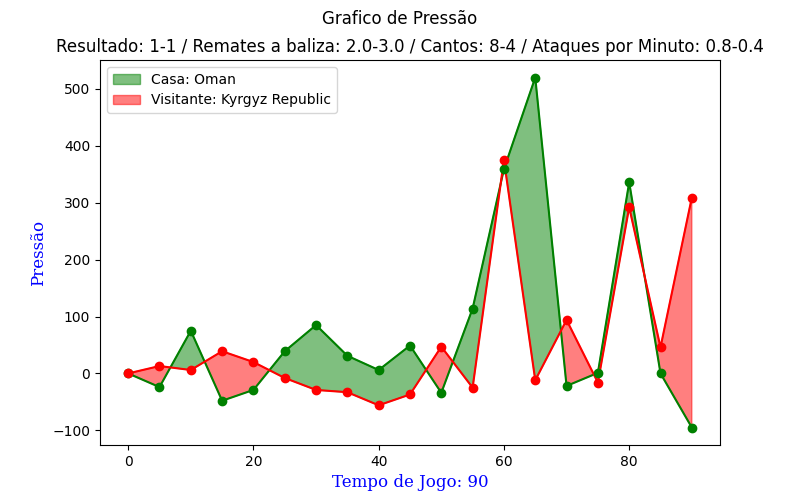 Grafico de Pressão
Resultado: 1-1 / Remates a baliza: 2.0-3.0 / Cantos: 8-4 / Ataques por Minuto: 0.8-0.4
Casa: Oman
Visitante: Kyrgyz Republic
500
400
300
200
100
0
−100
Pressão
0 20 40 60 80
Tempo de Jogo: 90